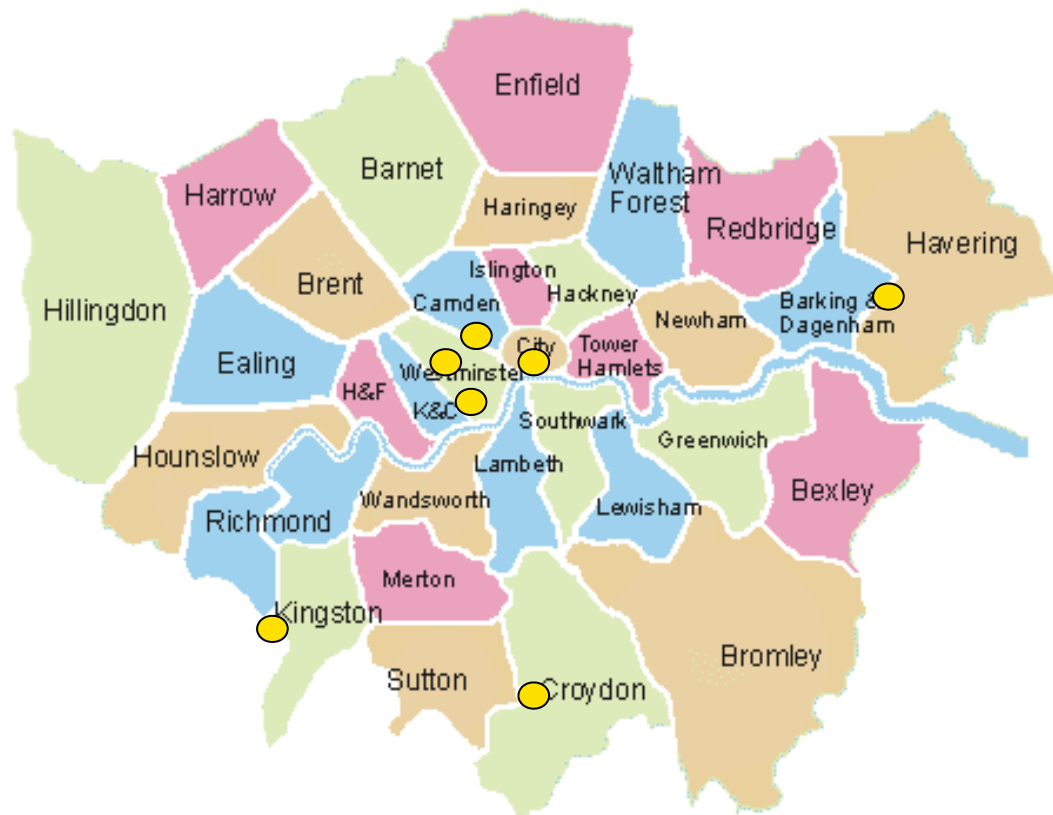 Enfield
Barnet
Harrow
Haringey
Waltham
Forest
Redbridge
Havering
Hillingdon
Brent
Islington
Camden
Hackney
Newham
Barking &
Dagenham
Ealing
H&F
Westminster
K&C
City
Tower
Hamlets
Hounslow
Southwark
Greenwich
Lambeth
Wandsworth
Richmond
Lewisham
Bexley
Merton
Kingston
Sutton
Croydon
Bromley